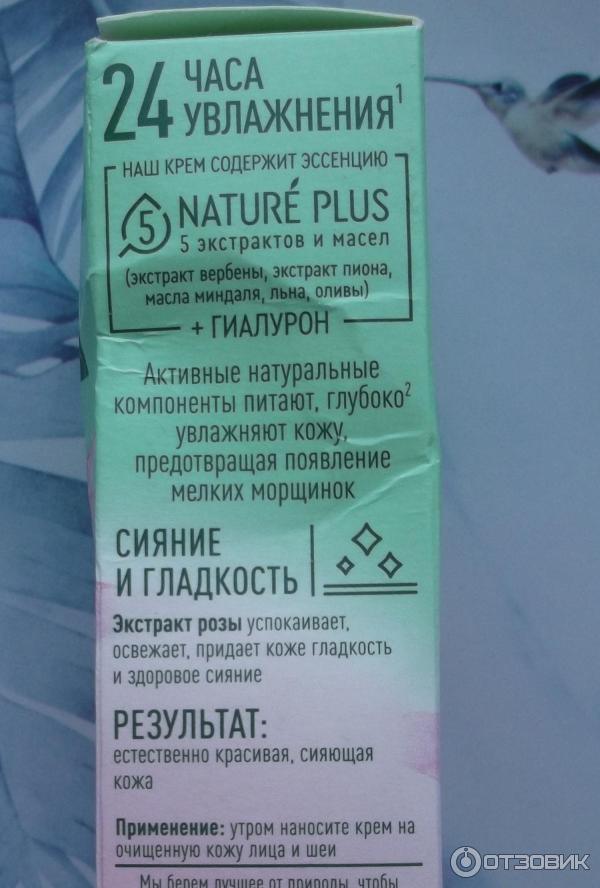 24 ЧАСА
УВЛАЖНЕНИЯ¹
НАШ КРЕМ СОДЕРЖИТ ЭССЕНЦИЮ
5 NATURÉ PLUS
5 экстрактов и масел
(экстракт вербены, экстракт пиона,
масла миндаля, льна, оливы)
+ ГИАЛУРОН
Активные натуральные
компоненты питают, глубоко²
увлажняют кожу,
предотвращая появление
мелких морщинок
СИЯНИЕ
И ГЛАДКОСТЬ
Экстракт розы успокаивает,
освежает, придает коже гладкость
и здоровое сияние
РЕЗУЛЬТАТ:
естественно красивая, сияющая
кожа
Применение: утром наносите крем на
очищенную кожу лица и шеи
Мы берем лучшее от природы, чтобы
ОТЗОВИК